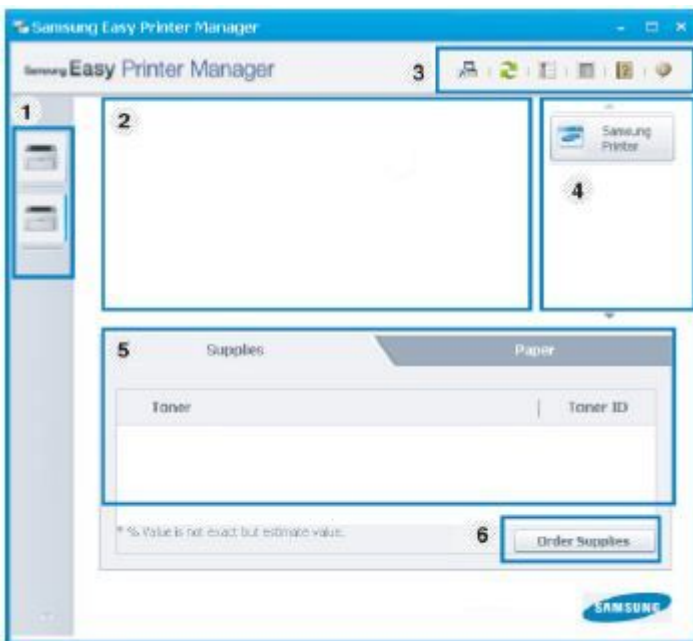 Samsung Easy Printer Manager
Samsung Easy Printer Manager
3
1
2
Samsung
Printer
4
5
Supplies
Paper
Toner
Toner ID
* % Value is not exact but estimate value.
6
Order Supplies
SAMSUNG